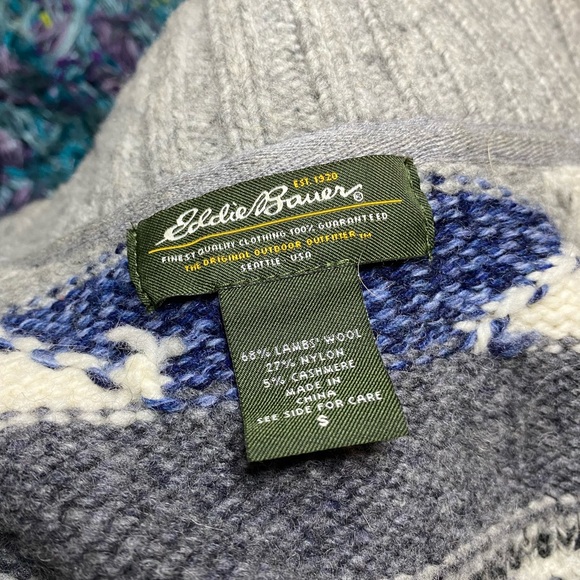 EST. 1920
Eddie Bauer®
FINEST QUALITY CLOTHING 100% GUARANTEED
THE ORIGINAL OUTDOOR OUTFITTER™
SEATTLE, USA
68% LAMBS' WOOL
27% NYLON
5% CASHMERE
MADE IN
CHINA
SEE SIDE FOR CARE
S